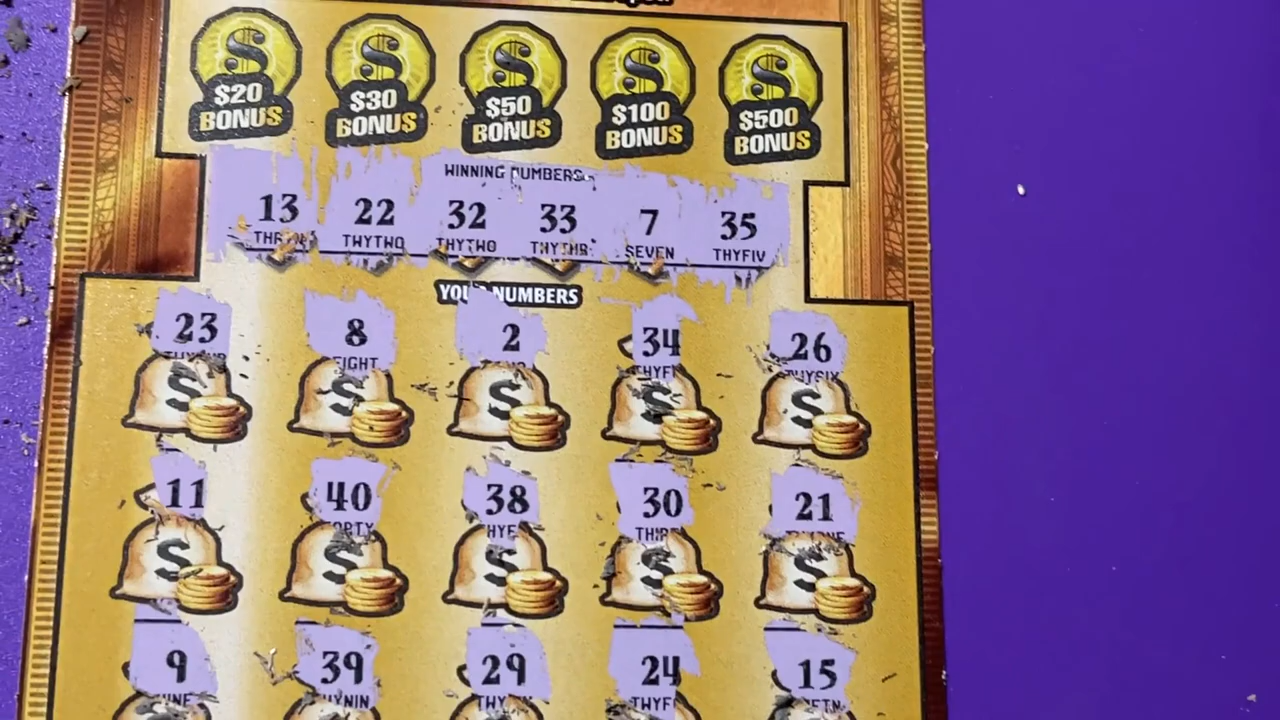 $20 $30 $50 $100 $500
BONUS BONUS BONUS BONUS BONUS
WINNING NUMBERS
13 22 32 33 7 35
TWYTWO THYTWO THYTHR SEVEN THYFIV
YOUR NUMBERS
23 8 2 34 26
EIGHT
11 40 38 30 21
9 39 29 24 15